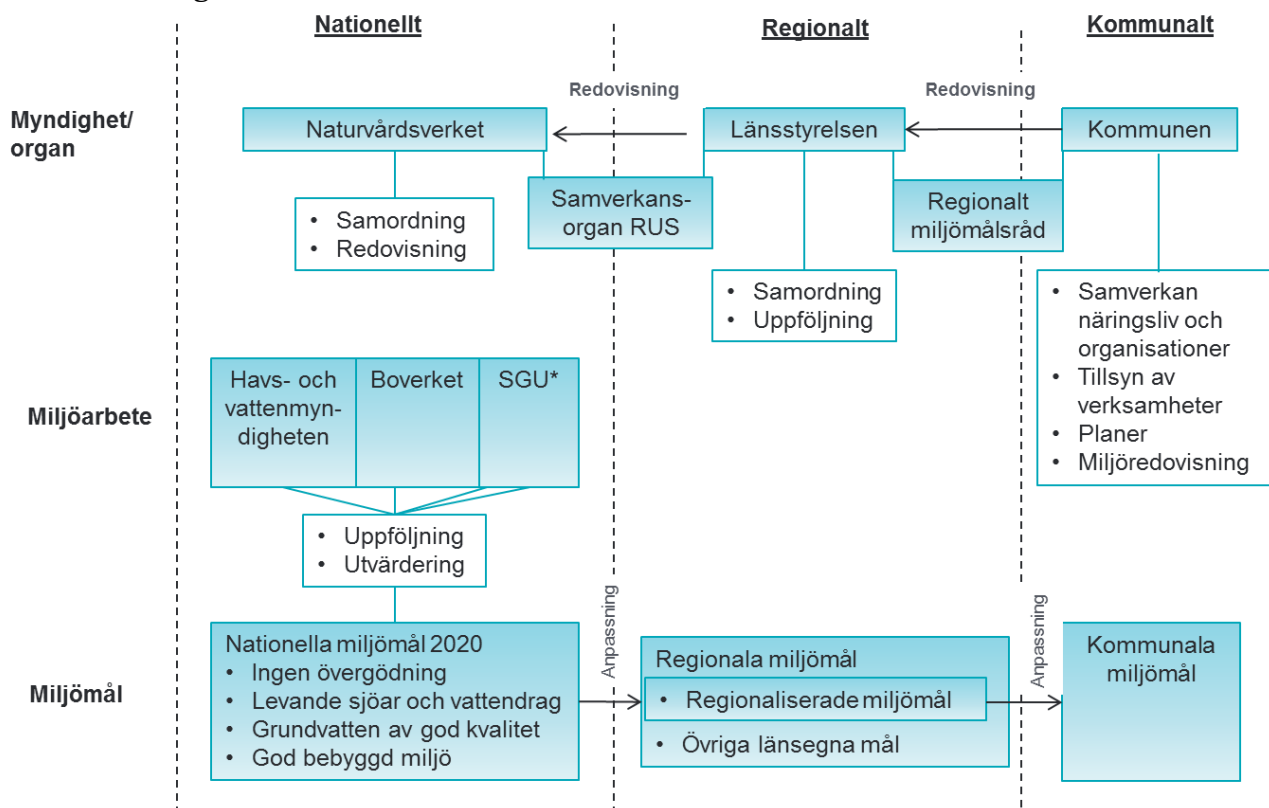 g
Nationellt
Regionalt
Kommunalt
Myndighet/
organ
Redovisning
Redovisning
Naturvårdsverket
Länsstyrelsen
Kommunen
Samverkans-
organ RUS
Regionalt
miljömålsråd
• Samordning
• Redovisning
• Samordning
• Uppföljning
• Samverkan
näringsliv och
organisationer
• Tillsyn av
verksamheter
• Planer
• Miljöredovisning
Miljöarbete
Havs- och
vattenmyn-
digheten
Boverket
SGU*
• Uppföljning
• Utvärdering
Miljömål
Nationella miljömål 2020
• Ingen övergödning
• Levande sjöar och vattendrag
• Grundvatten av god kvalitet
• God bebyggd miljö
Anpassning
Regionala miljömål
• Regionaliserade miljömål
• Övriga länsegna mål
Anpassning
Kommunala
miljömål